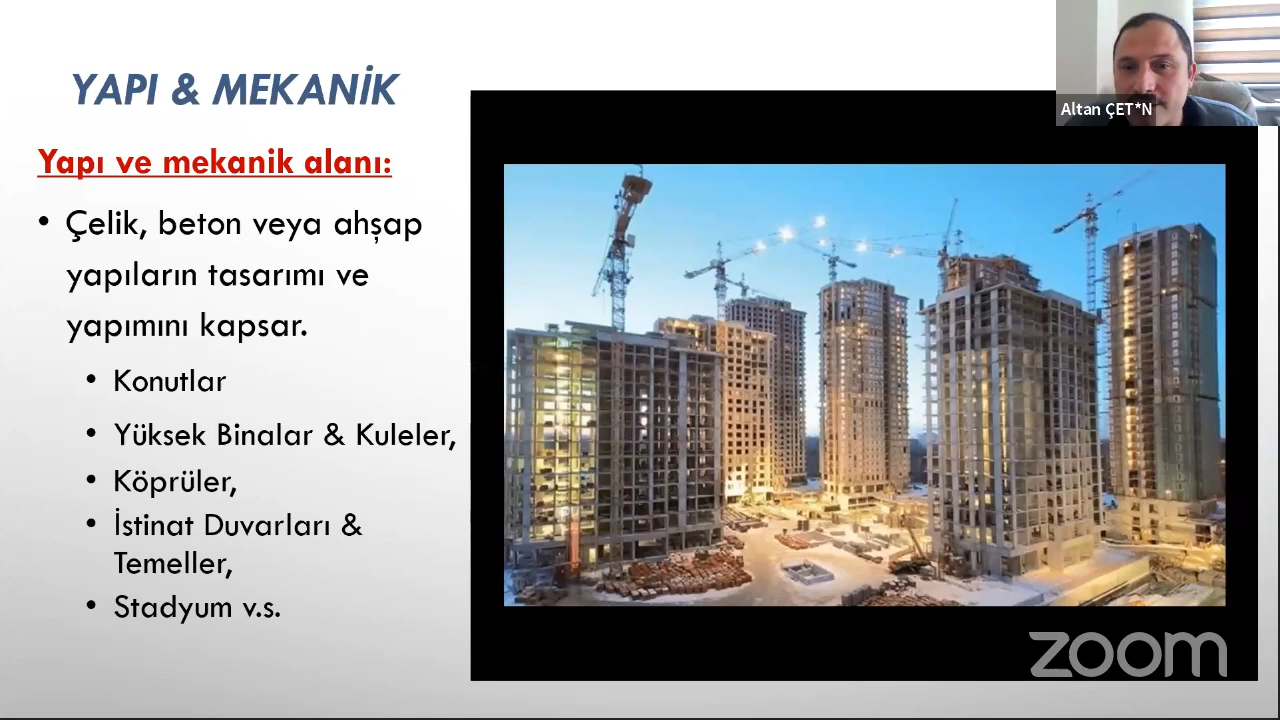 YAPI & MEKANİK
Altan ÇET*N
Yapı ve mekanik alanı:
• Çelik, beton veya ahşap
yapıların tasarımı ve
yapımını kapsar.
• Konutlar
• Yüksek Binalar & Kuleler,
• Köprüler,
• İstinat Duvarları &
Temeller,
• Stadyum v.s.
zoom